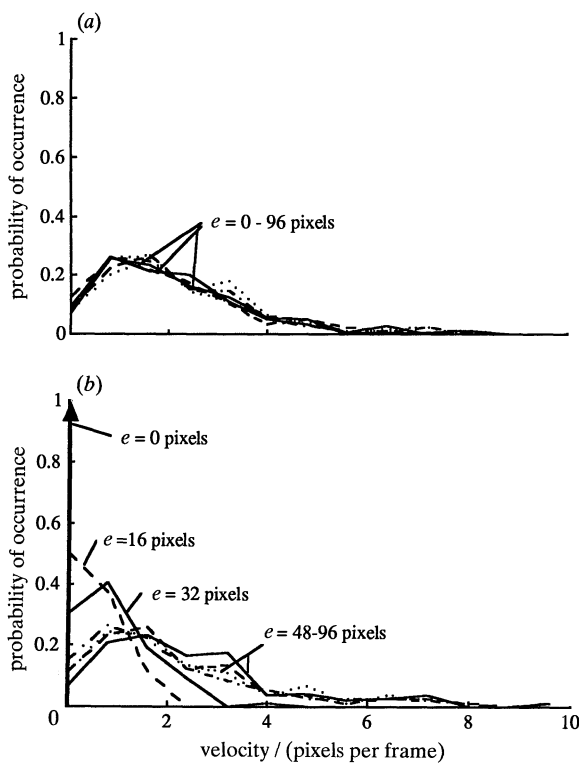 (a)
1
0.8
0.6
0.4
0.2
0
probability of occurrence
e = 0 - 96 pixels
(b)
1
0.8
0.6
0.4
0.2
0
probability of occurrence
e = 0 pixels
e =16 pixels
e = 32 pixels
e = 48-96 pixels
2
4
6
8
10
velocity / (pixels per frame)